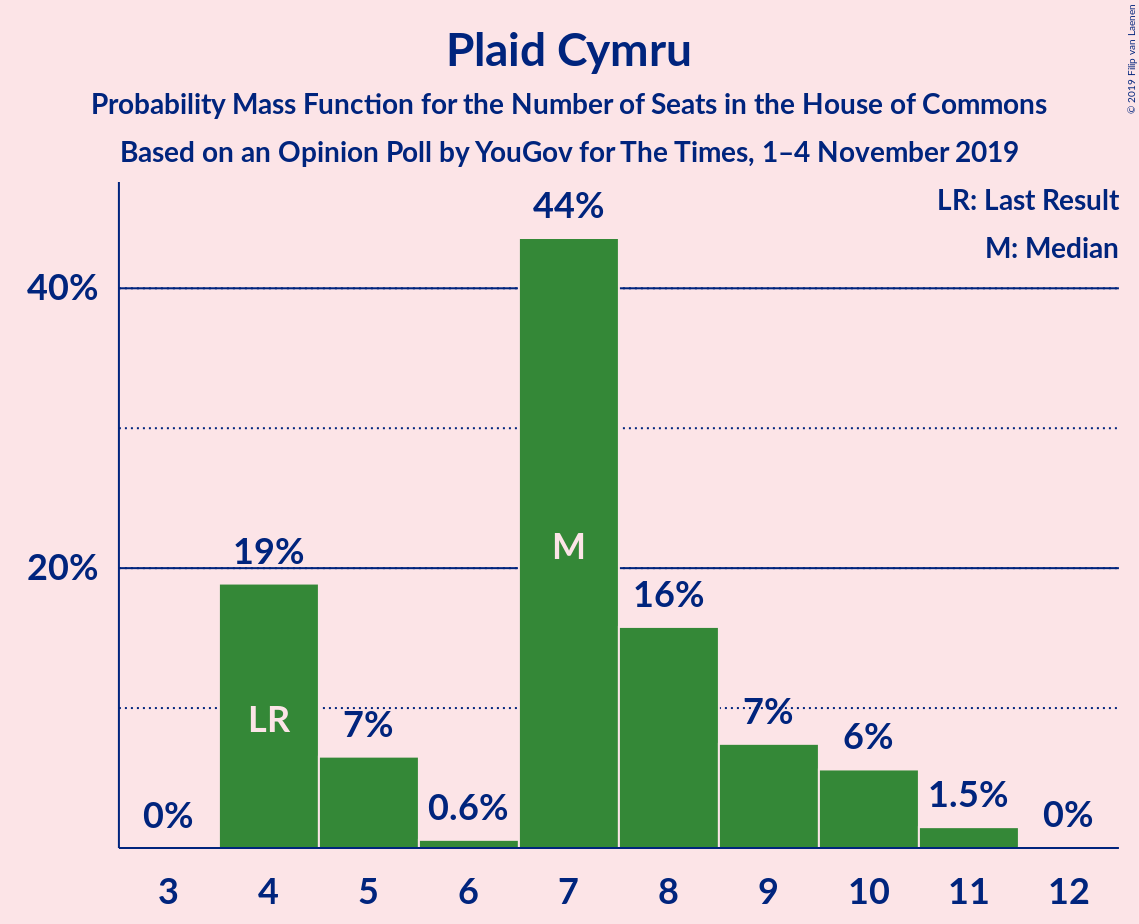 Plaid Cymru
Probability Mass Function for the Number of Seats in the House of Commons
Based on an Opinion Poll by YouGov for The Times, 1–4 November 2019
© 2019 Filip van Laenen
LR: Last Result
M: Median
40%
20%
0%
19%
LR
7%
0.6%
44%
M
16%
7%
6%
1.5%
0%
3 4 5 6 7 8 9 10 11 12